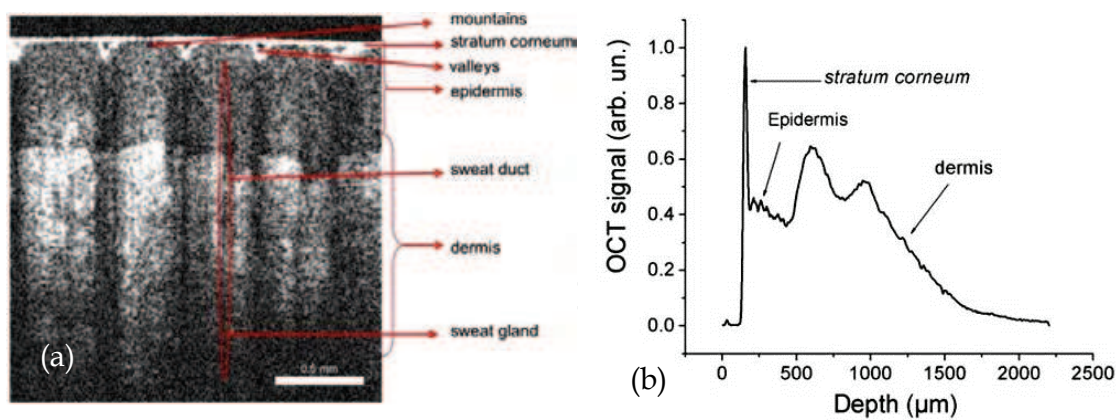 mountains
stratum corneum
valleys
epidermis
sweat duct
dermis
sweat gland
(a)
0.5 mm
OCT signal (arb. un.)
1.0
0.8
0.6
0.4
0.2
0.0
stratum corneum
Epidermis
dermis
0
500
1000
1500
2000
2500
Depth (µm)
(b)